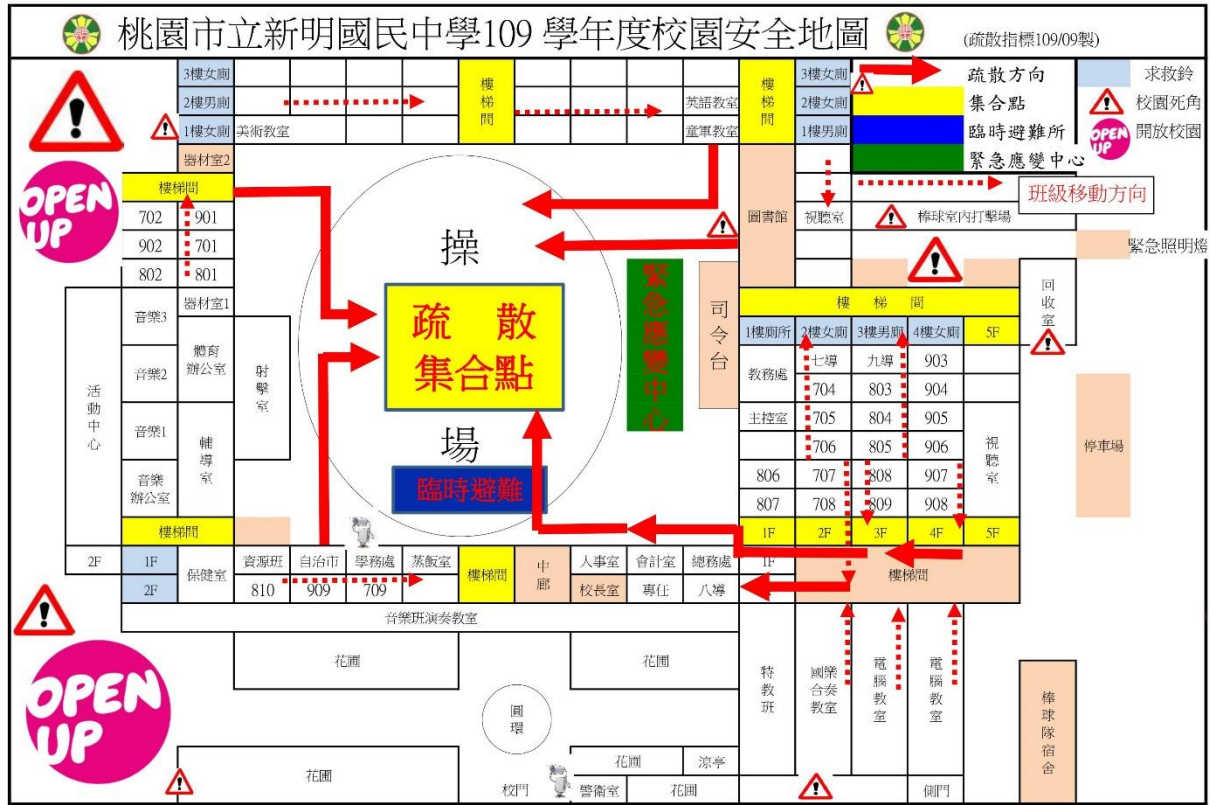 桃園市立新明國民中學109 學年度校園安全地圖
(疏散指標109/09製)
3樓女廁
2樓男廁
1樓女廁
美術教室
樓梯間
英語教室
童軍教室
樓梯間
3樓女廁
2樓女廁
1樓男廁
疏散方向
集合點
臨時避難所
緊急應變中心
求救鈴
校園死角
OPEN UP
開放校園
班級移動方向
緊急照明燈
OPEN
UP
器材室2
樓梯間
702
901
902
701
802
801
器材室1
音樂3
音樂2
音樂1
音樂
辦公室
體育
辦公室
輔導室
射擊室
活動中心
樓梯間
操
疏 散
集合點
場
臨時避難
緊急應變中心
司令台
圖書館
視聽室
棒球室內打擊場
回收室
樓 梯 間
1樓廁所
2樓女廁
3樓男廁
4樓女廁
5F
教務處
七導
九導
903
704
803
904
主控室
705
804
905
706
805
906
806
707
808
907
807
708
809
908
視聽室
停車場
1F
2F
3F
4F
5F
2F
1F
2F
保健室
資源班
自治市
學務處
蒸飯室
810
909
709
樓梯間
中廊
人事室
會計室
總務處
1F
校長室
專任
八導
樓梯間
音樂班演奏教室
花圃
花圃
特教班
國樂
合奏
教室
電腦教室
電腦教室
棒球隊宿舍
圓環
OPEN
UP
花圃
校門
警衛室
花圃
涼亭
花圃
側門